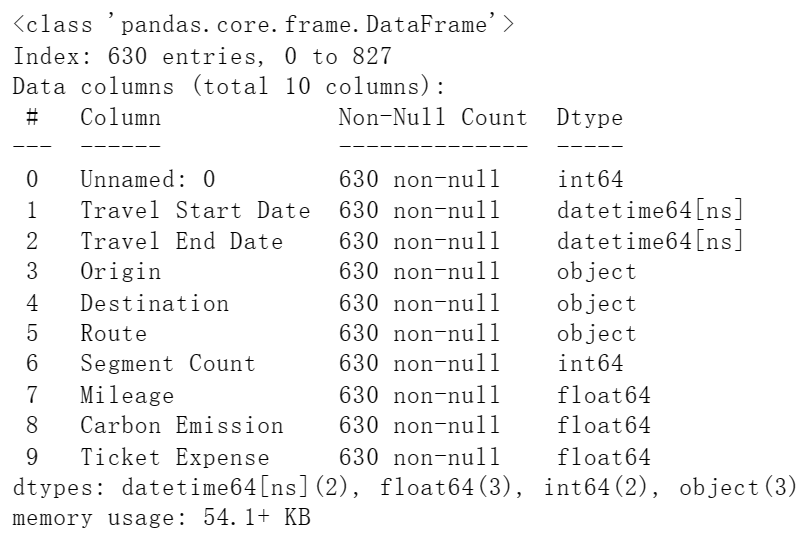 <class 'pandas.core.frame.DataFrame'>
Index: 630 entries, 0 to 827
Data columns (total 10 columns):
 #   Column             Non-Null Count  Dtype
---  ------             --------------  -----
 0   Unnamed: 0         630 non-null    int64
 1   Travel Start Date  630 non-null    datetime64[ns]
 2   Travel End Date    630 non-null    datetime64[ns]
 3   Origin             630 non-null    object
 4   Destination        630 non-null    object
 5   Route              630 non-null    object
 6   Segment Count      630 non-null    int64
 7   Mileage            630 non-null    float64
 8   Carbon Emission    630 non-null    float64
 9   Ticket Expense     630 non-null    float64
dtypes: datetime64[ns](2), float64(3), int64(2), object(3)
memory usage: 54.1+ KB